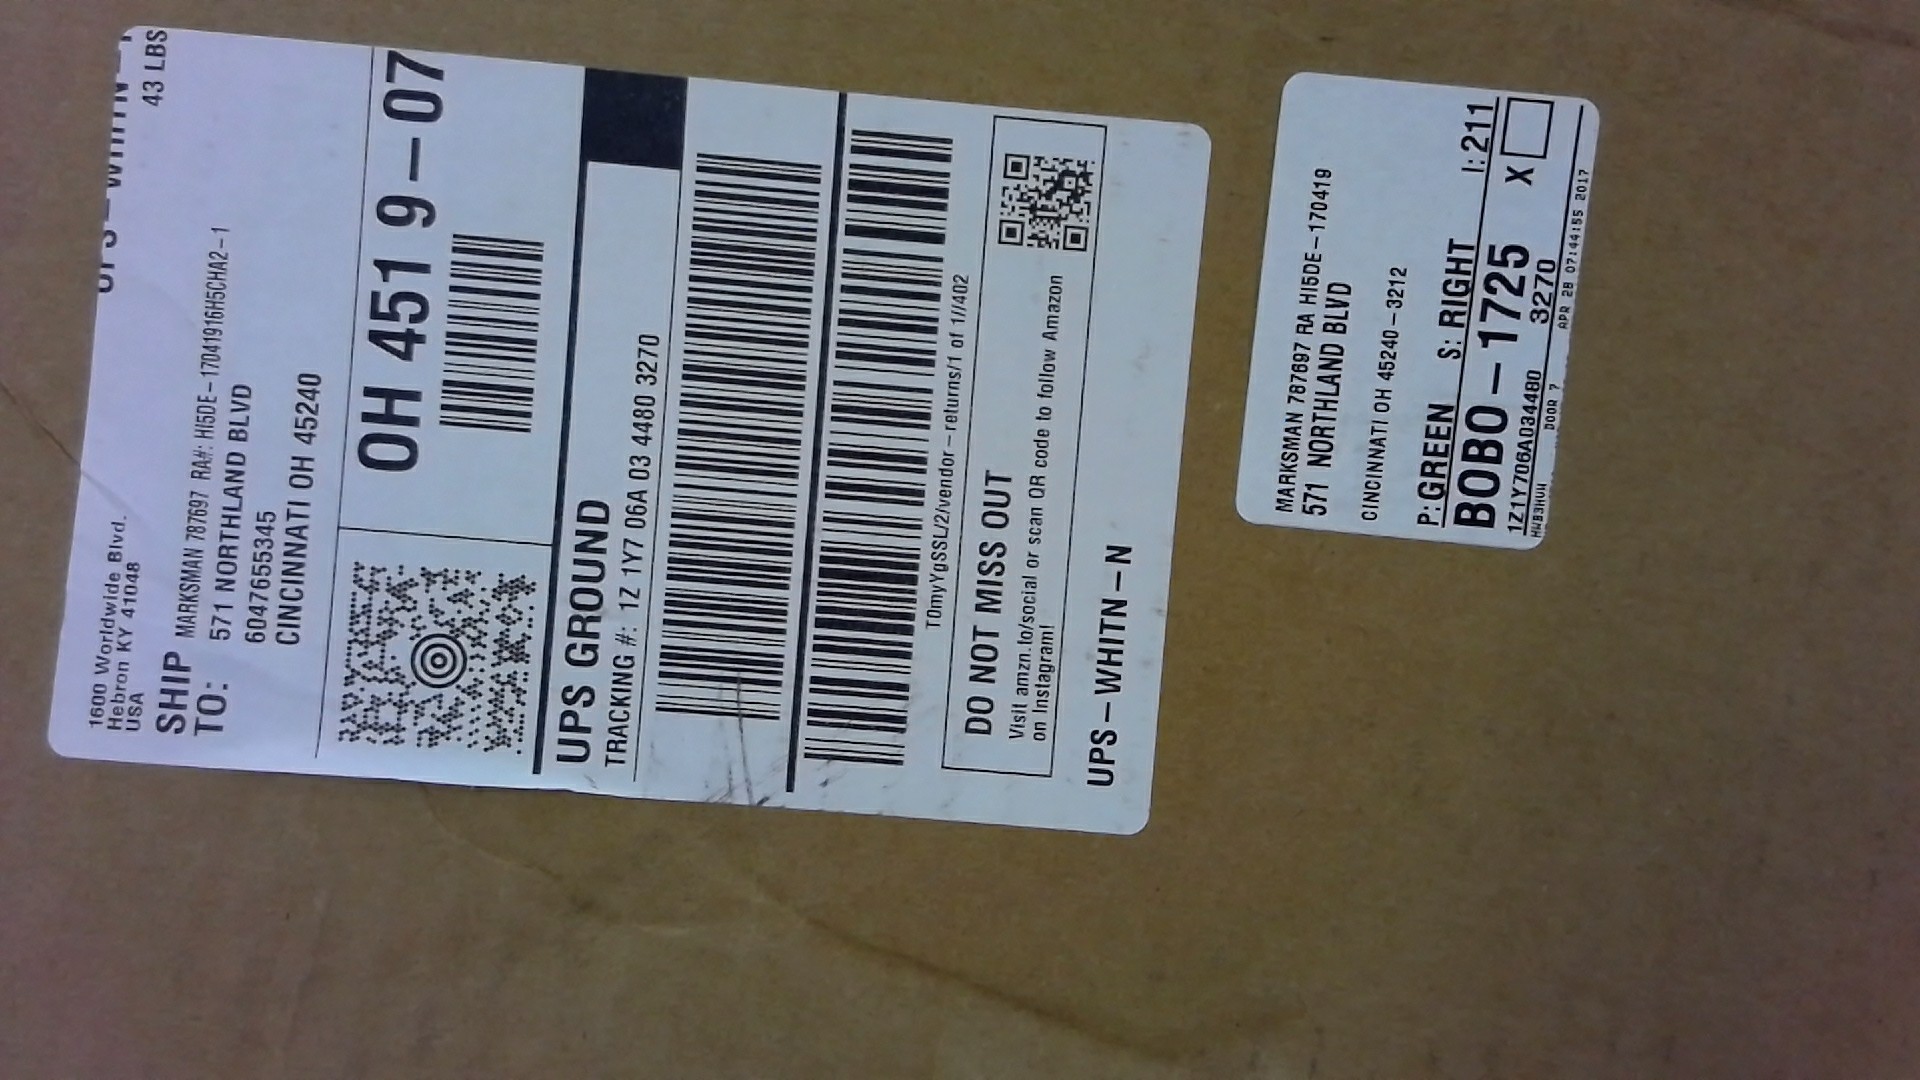 UPS-WHTN-1
43 LBS
1600 Worldwide Blvd.
Hebron KY 41048
USA
SHIP
TO:
MARKSMAN 787697 RA#: HI5DE-17041916H5CHA2-1
571 NORTHLAND BLVD
6047655345
CINCINNATI OH 45240
OH 451 9-07
UPS GROUND
TRACKING #: 1Z 1Y7 06A 03 4480 3270
T0myYgSSL/2/vendor-returns/1 of 1//402
DO NOT MISS OUT
Visit amzn.to/social or scan QR code to follow Amazon
on Instagram!
UPS-WHITN-N
MARKSMAN 787697 RA HI5DE-170419
571 NORTHLAND BLVD
CINCINNATI OH 45240-3212
P: GREEN S: RIGHT I: 211
BOBO-1725 X
1Z1Y706A034480 3270
DOOR ? APR 28 07:44:55 2017